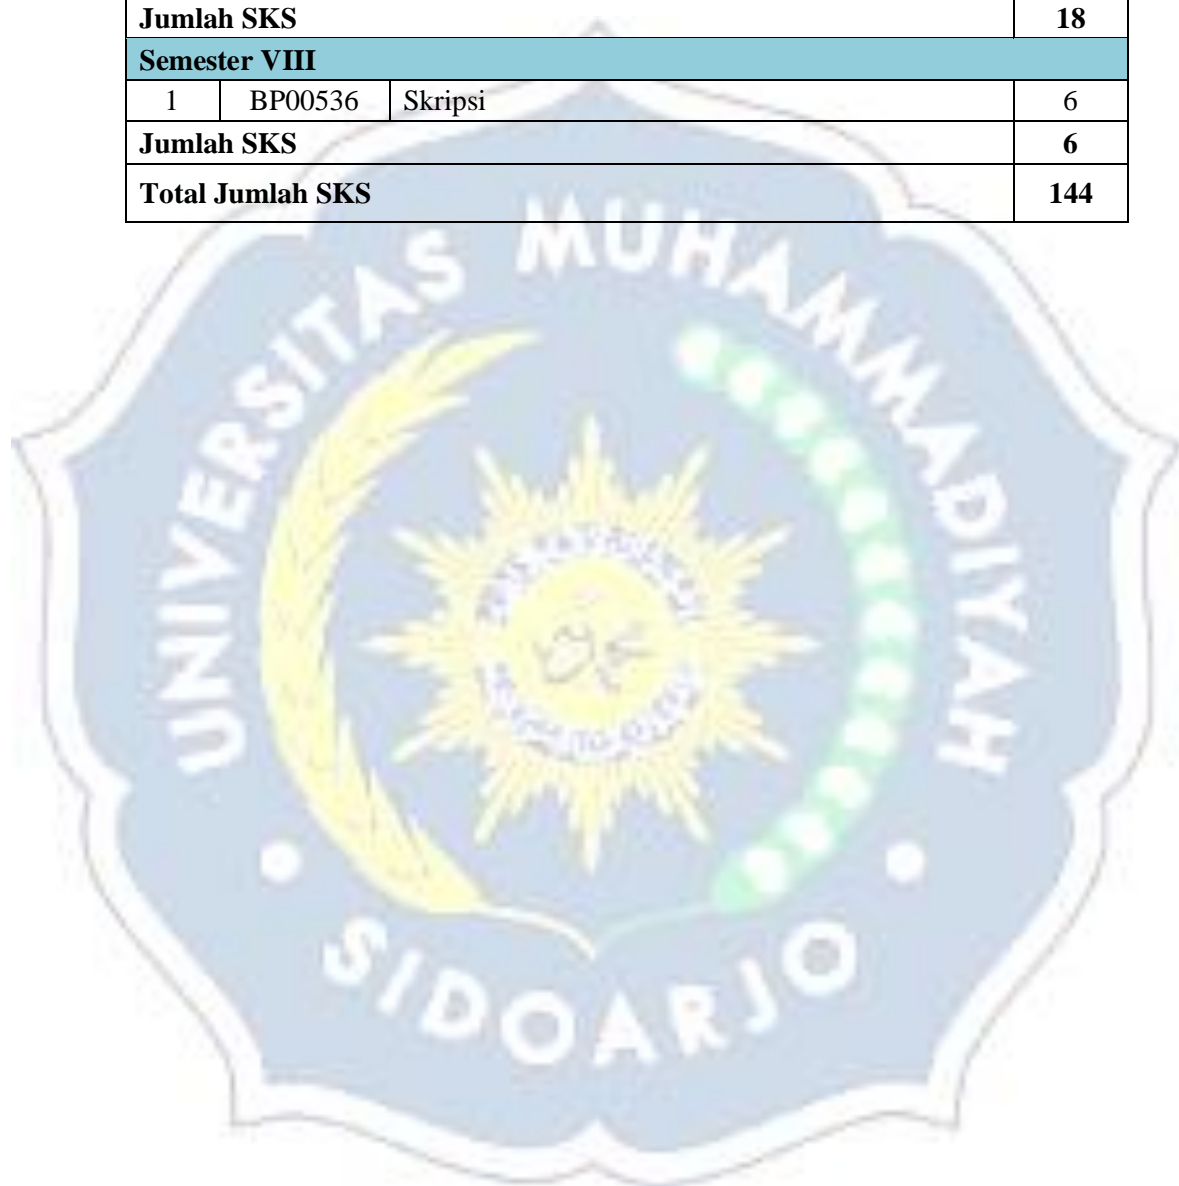 Jumlah SKS 18
Semester VIII
1 BP00536 Skripsi 6
Jumlah SKS 6
Total Jumlah SKS 144
UNIVERSITAS MUHAMMADIYAH
SIDOARJO